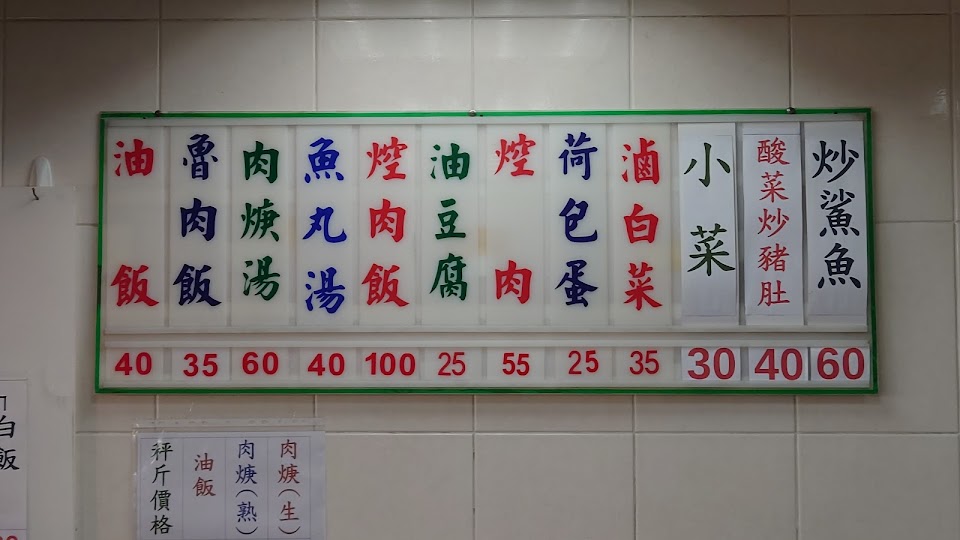 油飯
魯肉飯
肉焿湯
魚丸湯
焢肉飯
油豆腐
焢肉
荷包蛋
滷白菜
小菜
酸菜炒豬肚
炒鯊魚
40
35
60
40
100
25
55
25
35
30
40
60
秤斤價格
油飯
肉焿(熟)
肉焿(生)
白飯